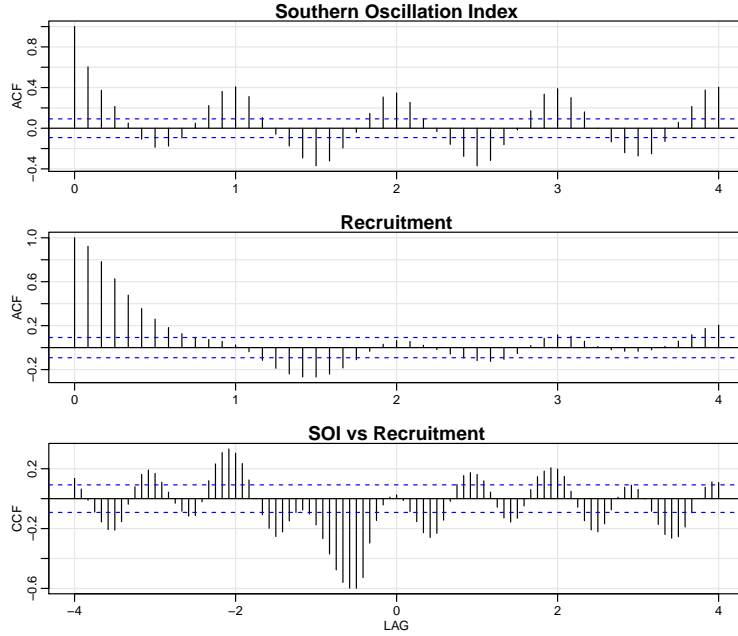 Southern Oscillation Index
ACF
0.8
0.4
0.0
−0.4
0 1 2 3 4
Recruitment
ACF
1.0
0.6
0.2
−0.2
0 1 2 3 4
SOI vs Recruitment
CCF
0.2
−0.2
−0.6
−4 −2 0 2 4
LAG